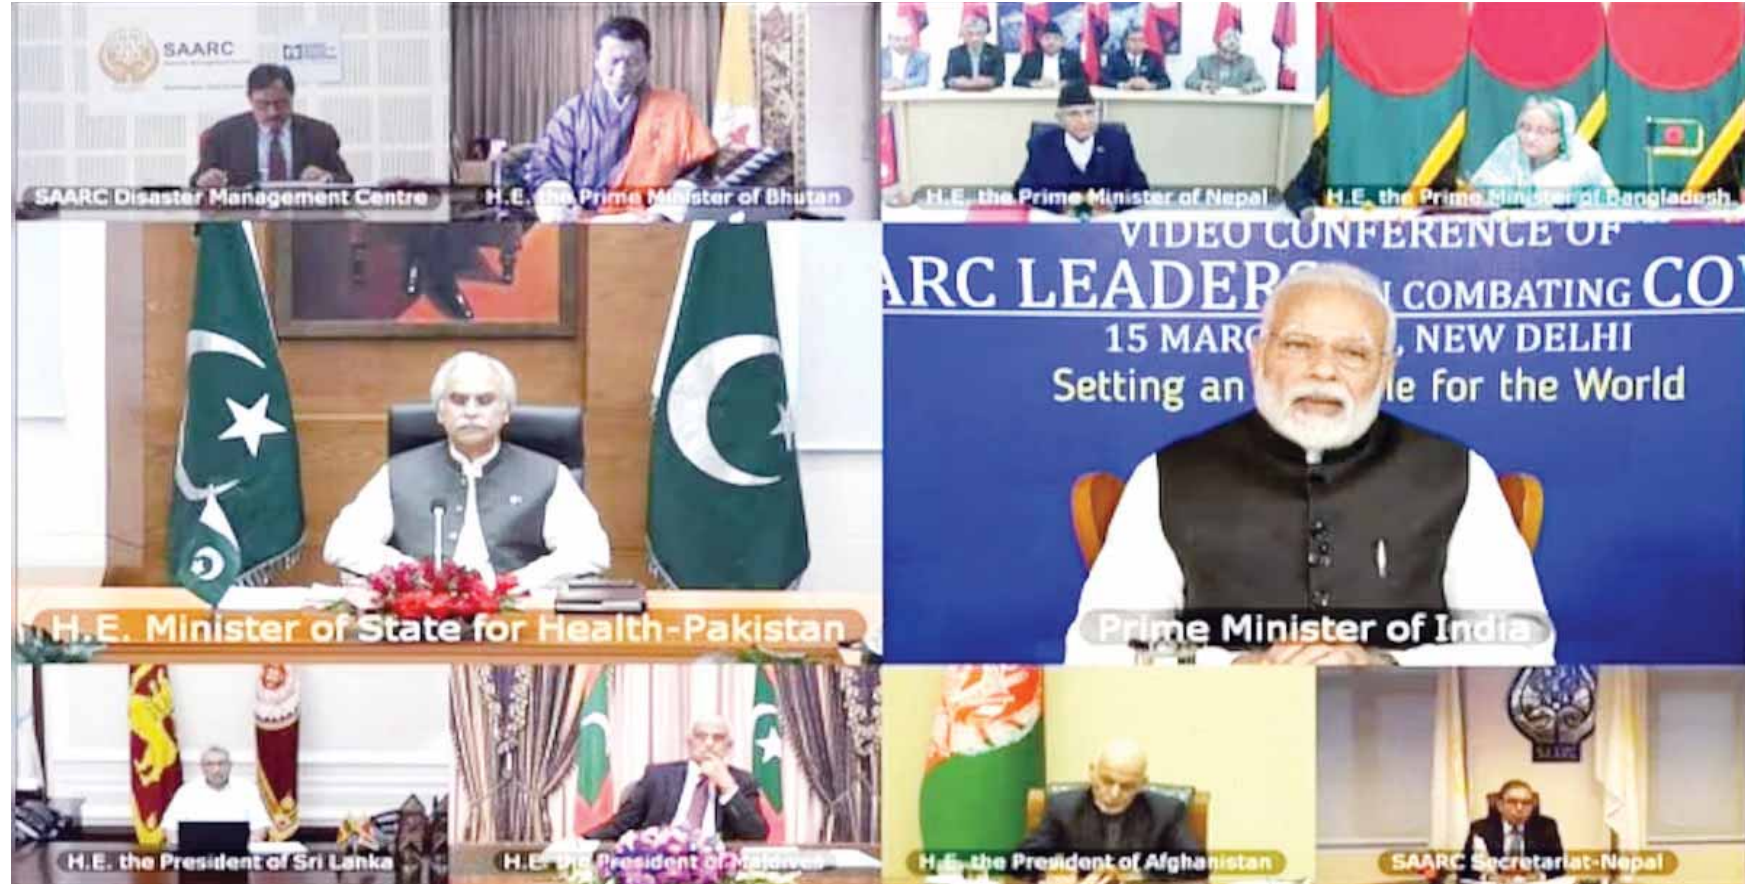 SAARC
SAARC Disaster Management Centre
H.E. the Prime Minister of Bhutan
H.E. the Prime Minister of Nepal
H.E. the Prime Minister of Bangladesh
VIDEO CONFERENCE OF
ARC LEADERS COMBATING CO
15 MARC , NEW DELHI
Setting an le for the World
H.E. Minister of State for Health-Pakistan
Prime Minister of India
H.E. the President of Sri Lanka
H.E. the President of Maldives
H.E. the President of Afghanistan
SAARC Secretariat-Nepal